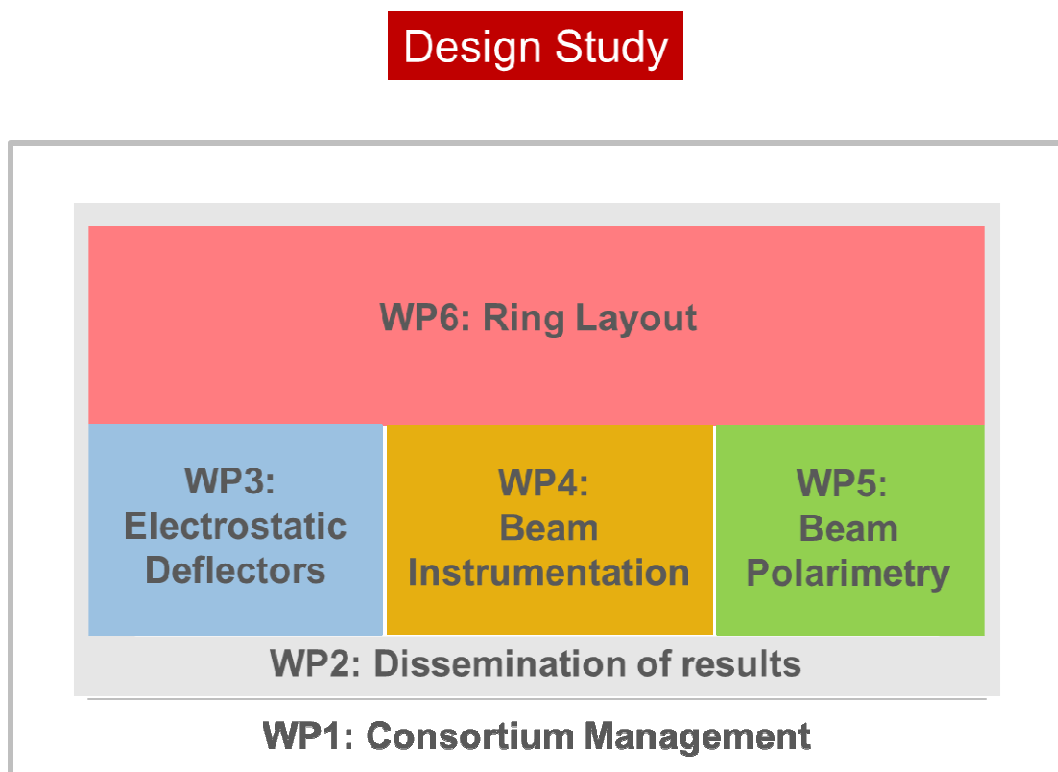 Design Study
WP6: Ring Layout
WP3:
Electrostatic
Deflectors
WP4:
Beam
Instrumentation
WP5:
Beam
Polarimetry
WP2: Dissemination of results
WP1: Consortium Management